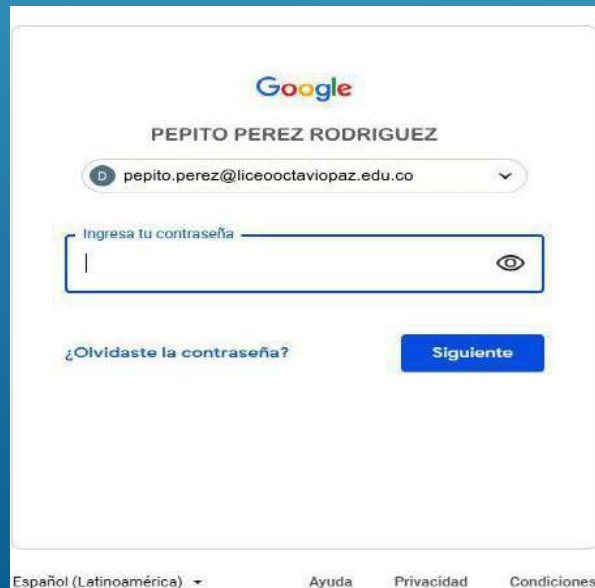 Google
PEPITO PEREZ RODRIGUEZ
D pepito.perez@liceooctaviopaz.edu.co
Ingresa tu contraseña
¿Olvidaste la contraseña? Siguiente
Español (Latinoamérica) Ayuda Privacidad Condiciones